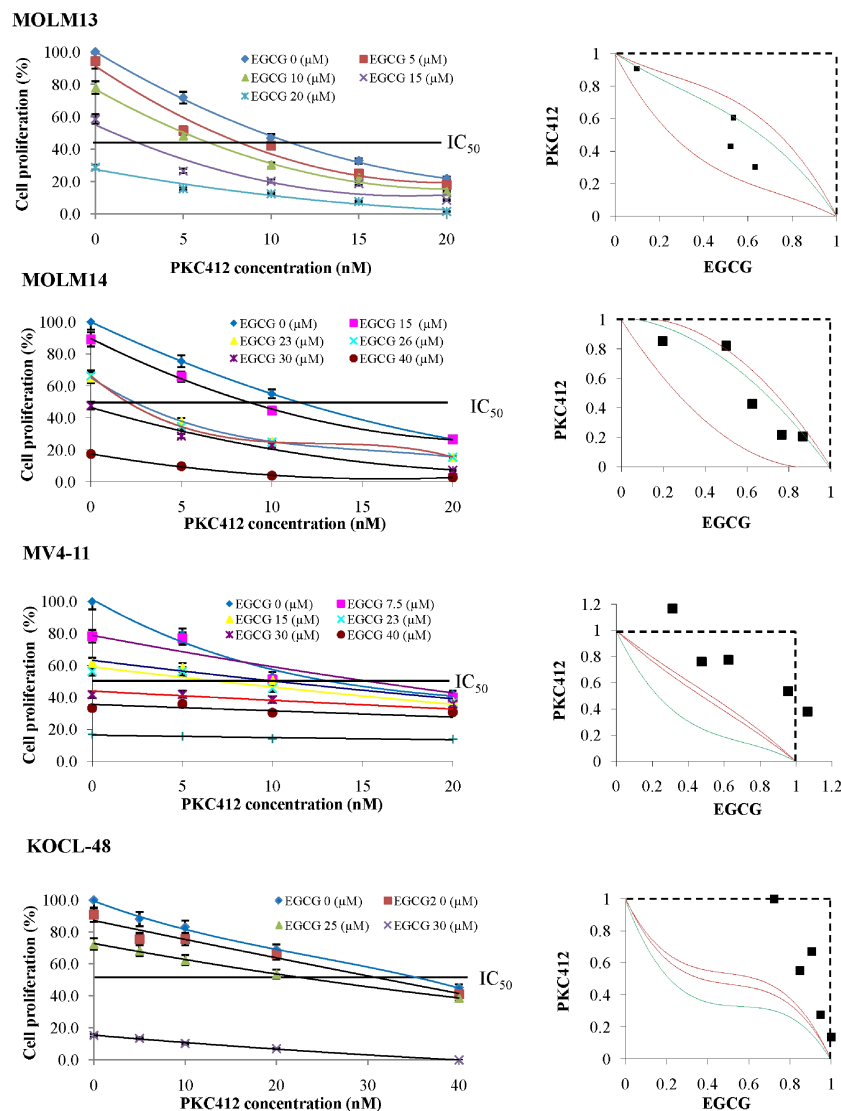 MOLM13
Cell proliferation (%)
100.0
80.0
60.0
40.0
20.0
0.0
EGCG 0 (µM)
EGCG 5 (µM)
EGCG 10 (µM)
EGCG 15 (µM)
EGCG 20 (µM)
IC50
0 5 10 15 20
PKC412 concentration (nM)
PKC412
1
0.8
0.6
0.4
0.2
0
0 0.2 0.4 0.6 0.8 1
EGCG
MOLM14
Cell proliferation (%)
100.0
80.0
60.0
40.0
20.0
0.0
EGCG 0 (µM)
EGCG 15 (µM)
EGCG 23 (µM)
EGCG 26 (µM)
EGCG 30 (µM)
EGCG 40 (µM)
IC50
0 5 10 15 20
PKC412 concentration (nM)
PKC412
1
0.8
0.6
0.4
0.2
0
0 0.2 0.4 0.6 0.8 1
EGCG
MV4-11
Cell proliferation (%)
100.0
80.0
60.0
40.0
20.0
0.0
EGCG 0 (µM)
EGCG 7.5 (µM)
EGCG 15 (µM)
EGCG 23 (µM)
EGCG 30 (µM)
EGCG 40 (µM)
IC50
0 5 10 15 20
PKC412 concentration (nM)
PKC412
1.2
1
0.8
0.6
0.4
0.2
0
0 0.2 0.4 0.6 0.8 1 1.2
EGCG
KOCL-48
Cell proliferation (%)
100.0
80.0
60.0
40.0
20.0
0.0
EGCG 0 (µM)
EGCG2 0 (µM)
EGCG 25 (µM)
EGCG 30 (µM)
IC50
0 10 20 30 40
PKC412 concentration (nM)
PKC412
1
0.8
0.6
0.4
0.2
0
0 0.2 0.4 0.6 0.8 1
EGCG